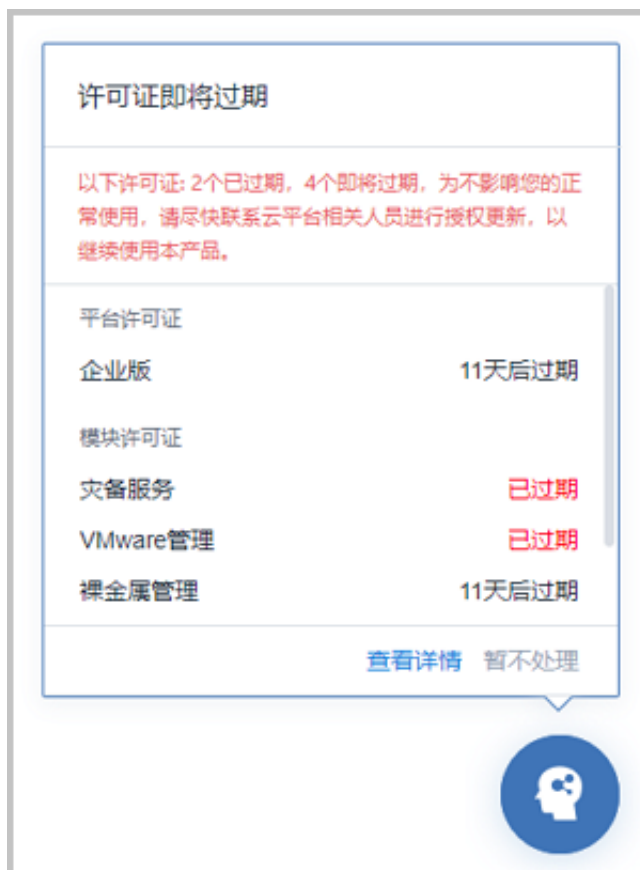 许可证即将过期
以下许可证: 2个已过期，4个即将过期，为不影响您的正
常使用，请尽快联系云平台相关人员进行授权更新，以
继续使用本产品。
平台许可证
企业版 11天后过期
模块许可证
灾备服务 已过期
VMware管理 已过期
裸金属管理 11天后过期
查看详情 暂不处理